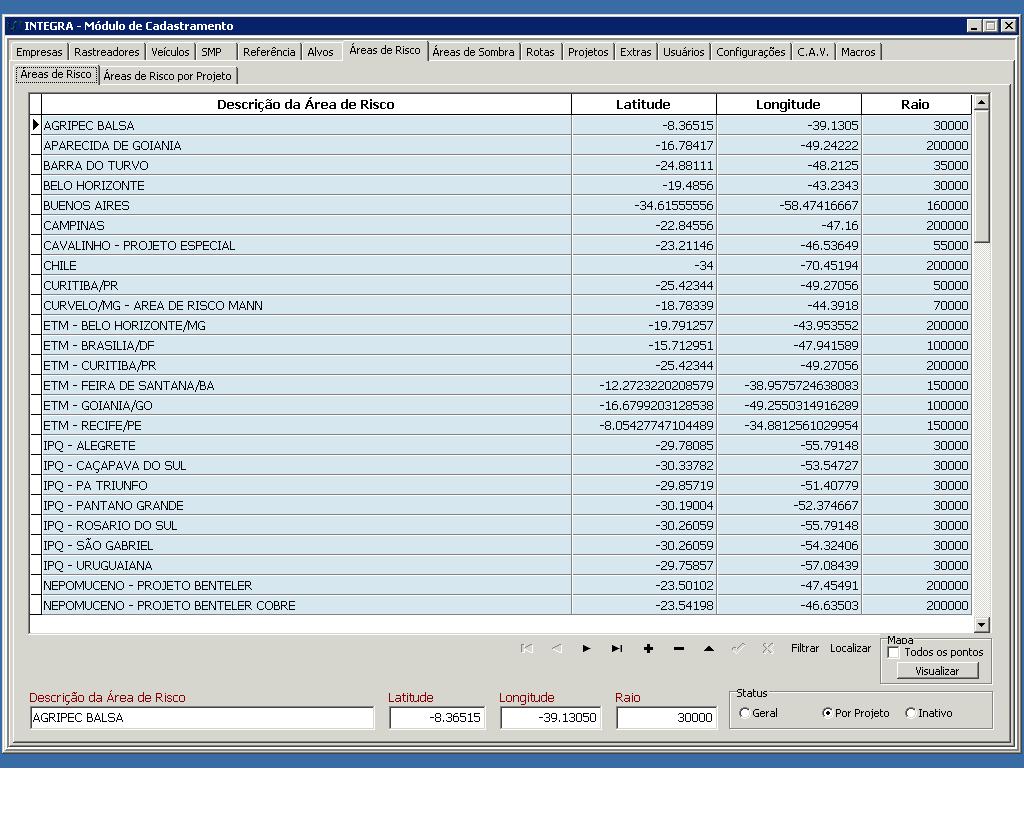 INTEGRA - Módulo de Cadastramento
Empresas Rastreadores Veículos SMP Referência Alvos Áreas de Risco Áreas de Sombra Rotas Projetos Extras Usuários Configurações C.A.V. Macros
Áreas de Risco Áreas de Risco por Projeto
Descrição da Área de Risco Latitude Longitude Raio
AGRIPEC BALSA -8.36515 -39.1305 30000
APARECIDA DE GOIANIA -16.78417 -49.24222 200000
BARRA DO TURVO -24.88111 -48.2125 35000
BELO HORIZONTE -19.4856 -43.2343 30000
BUENOS AIRES -34.61555556 -58.47416667 160000
CAMPINAS -22.84556 -47.16 200000
CAVALINHO - PROJETO ESPECIAL -23.21146 -46.53649 55000
CHILE -34 -70.45194 200000
CURITIBA/PR -25.42344 -49.27056 50000
CURVELO/MG - AREA DE RISCO MANN -18.78339 -44.3918 70000
ETM - BELO HORIZONTE/MG -19.791257 -43.953552 200000
ETM - BRASILIA/DF -15.712951 -47.941589 100000
ETM - CURITIBA/PR -25.42344 -49.27056 200000
ETM - FEIRA DE SANTANA/BA -12.2723220208579 -38.9575724638083 150000
ETM - GOIANIA/GO -16.6799203128538 -49.2550314916289 100000
ETM - RECIFE/PE -8.05427747104489 -34.8812561029954 150000
IPQ - ALEGRETE -29.78085 -55.79148 30000
IPQ - CAÇAPAVA DO SUL -30.33782 -53.54727 30000
IPQ - PA TRIUNFO -29.85719 -51.40779 30000
IPQ - PANTANO GRANDE -30.19004 -52.374667 30000
IPQ - ROSARIO DO SUL -30.26059 -55.79148 30000
IPQ - SÃO GABRIEL -30.26059 -54.32406 30000
IPQ - URUGUAIANA -29.75857 -57.08439 30000
NEPOMUCENO - PROJETO BENTELER -23.50102 -47.45491 200000
NEPOMUCENO - PROJETO BENTELER COBRE -23.54198 -46.63503 200000
Filtrar Localizar
Mapa
Todos os pontos
Visualizar
Descrição da Área de Risco Latitude Longitude Raio
AGRIPEC BALSA -8.36515 -39.13050 30000
Status
Geral Por Projeto Inativo